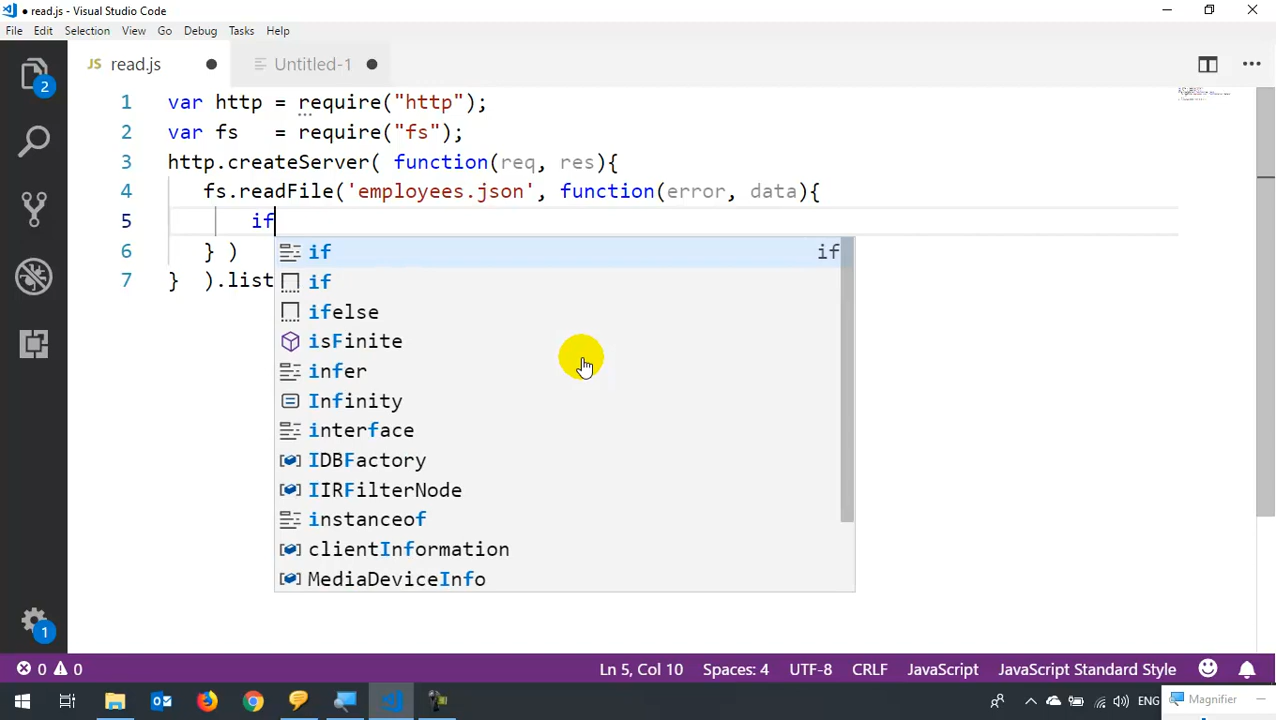 ● read.js - Visual Studio Code
File Edit Selection View Go Debug Tasks Help
2
JS read.js ● Untitled-1 ●
1 var http = require("http");
2 var fs = require("fs");
3 http.createServer( function(req, res){
4 fs.readFile('employees.json', function(error, data){
5 if
6 } )
7 } ).list
if if
if
ifelse
isFinite
infer
Infinity
interface
IDBFactory
IIRFilterNode
instanceof
clientInformation
MediaDeviceInfo
1
0 0 Ln 5, Col 10 Spaces: 4 UTF-8 CRLF JavaScript JavaScript Standard Style
ENG Magnifier